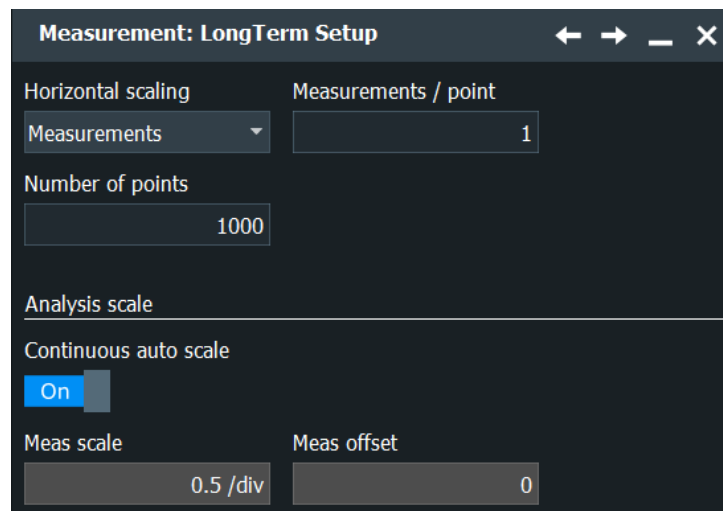 Measurement: LongTerm Setup
Horizontal scaling
Measurements / point
Measurements
1
Number of points
1000
Analysis scale
Continuous auto scale
On
Meas scale
Meas offset
0.5 /div
0